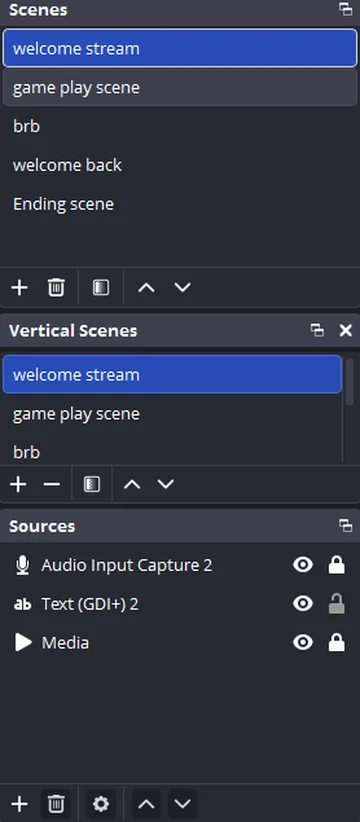 Scenes
welcome stream
game play scene
brb
welcome back
Ending scene
Vertical Scenes
welcome stream
game play scene
brb
Sources
Audio Input Capture 2
ab Text (GDI+) 2
Media